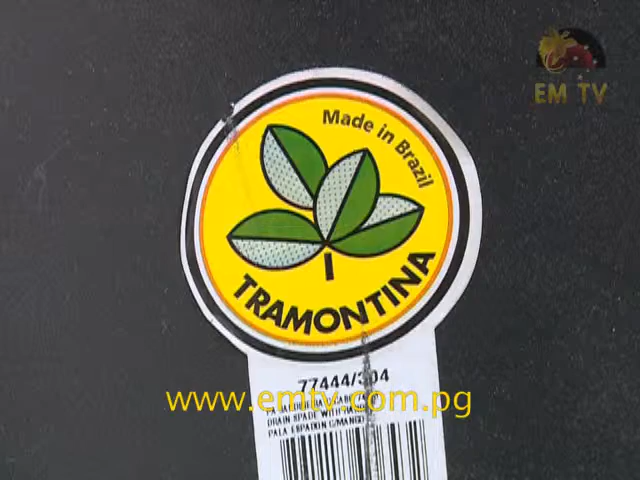 EM TV
Made in Brazil
TRAMONTINA
77444/304
www.emtv.com.pg
DRAIN SPADE WITH
PALA ESPADON C/MANGO